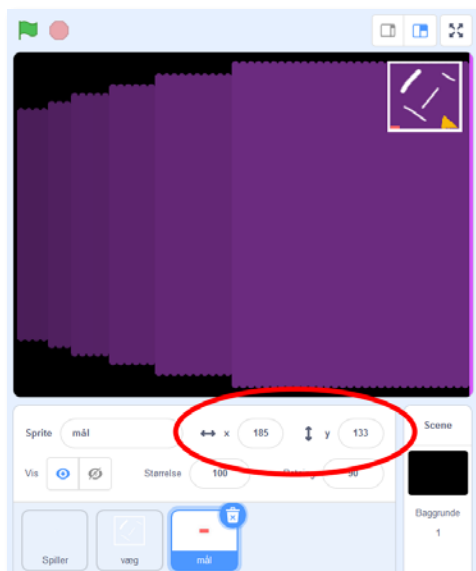 Sprite mål x 185 y 133 Scene
Vis Størrelse 100 Retning 90
Baggrunde
1
Spiller væg mål